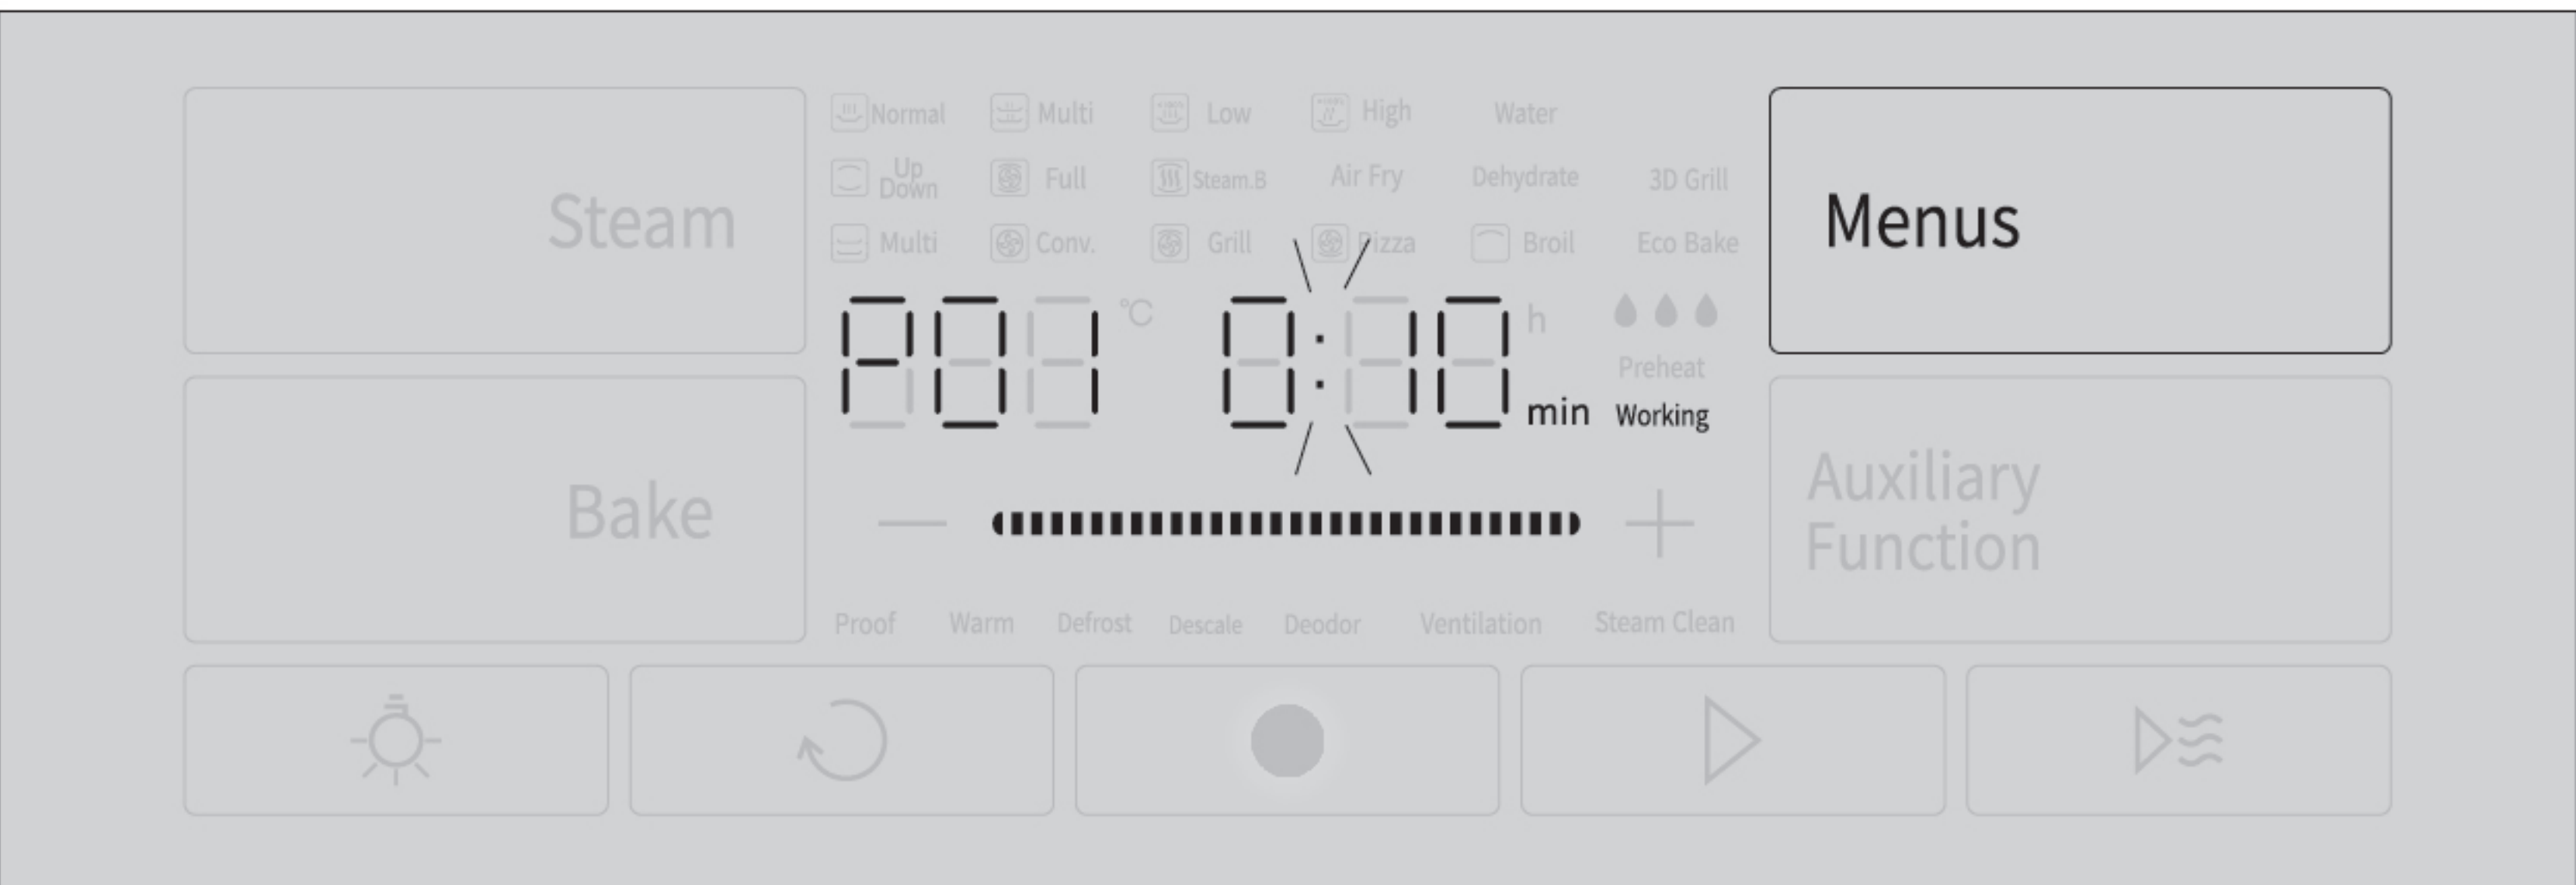 Steam
Normal Multi Low High Water
Up Down Full Steam.B Air Fry Dehydrate 3D Grill
Multi Conv. Grill Pizza Broil Eco Bake
Menus
P01 °C 0:10 h min
Preheat
Working
Bake
— +
Auxiliary
Function
Proof Warm Defrost Descale Deodor Ventilation Steam Clean